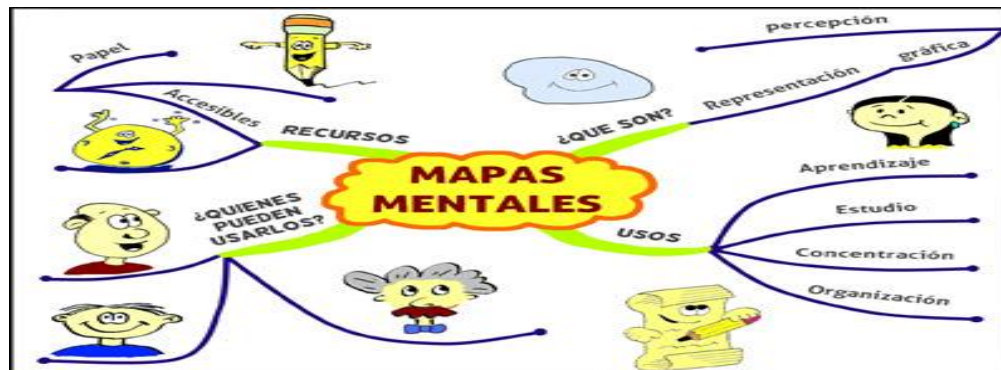 MAPAS
MENTALES
¿QUE SON?
Representación gráfica
percepción
USOS
Aprendizaje
Estudio
Concentración
Organización
¿QUIENES
PUEDEN
USARLOS?
RECURSOS
Accesibles
Papel